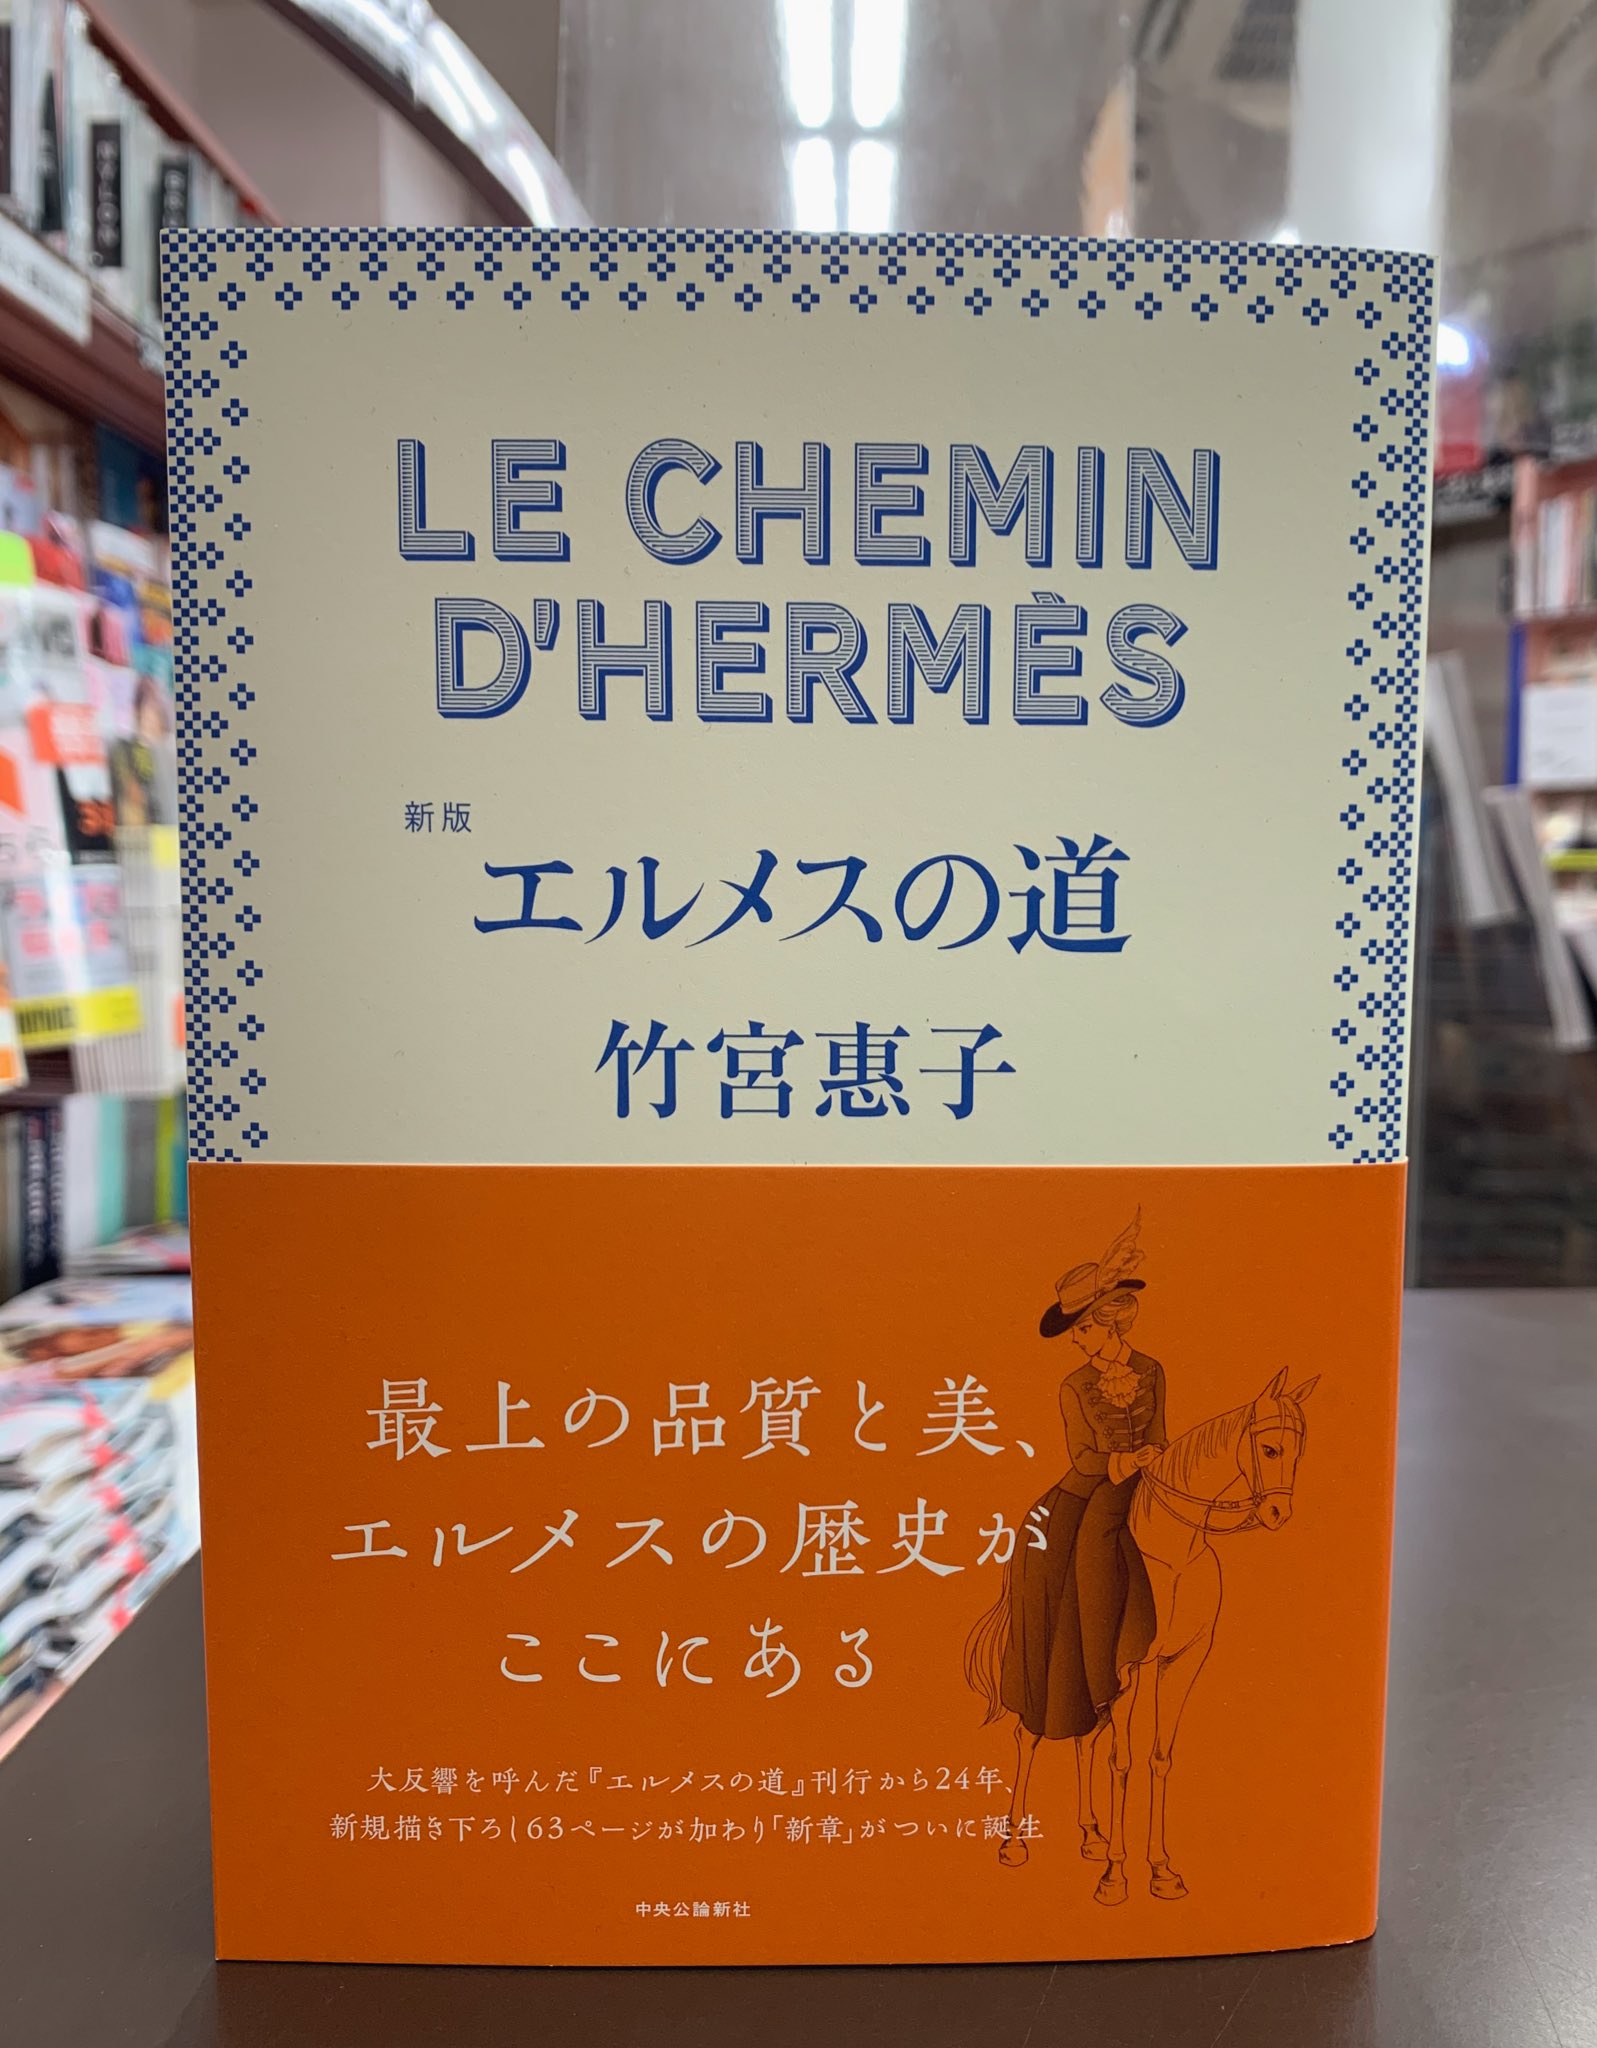 LE CHEMIN
D'HERMÈS
新版
エルメスの道
竹宮惠子
最上の品質と美、
エルメスの歴史が
ここにある
大反響を呼んだ『エルメスの道』刊行から24年、
新規描き下ろし63ページが加わり「新章」がついに誕生
中央公論新社
NYLON